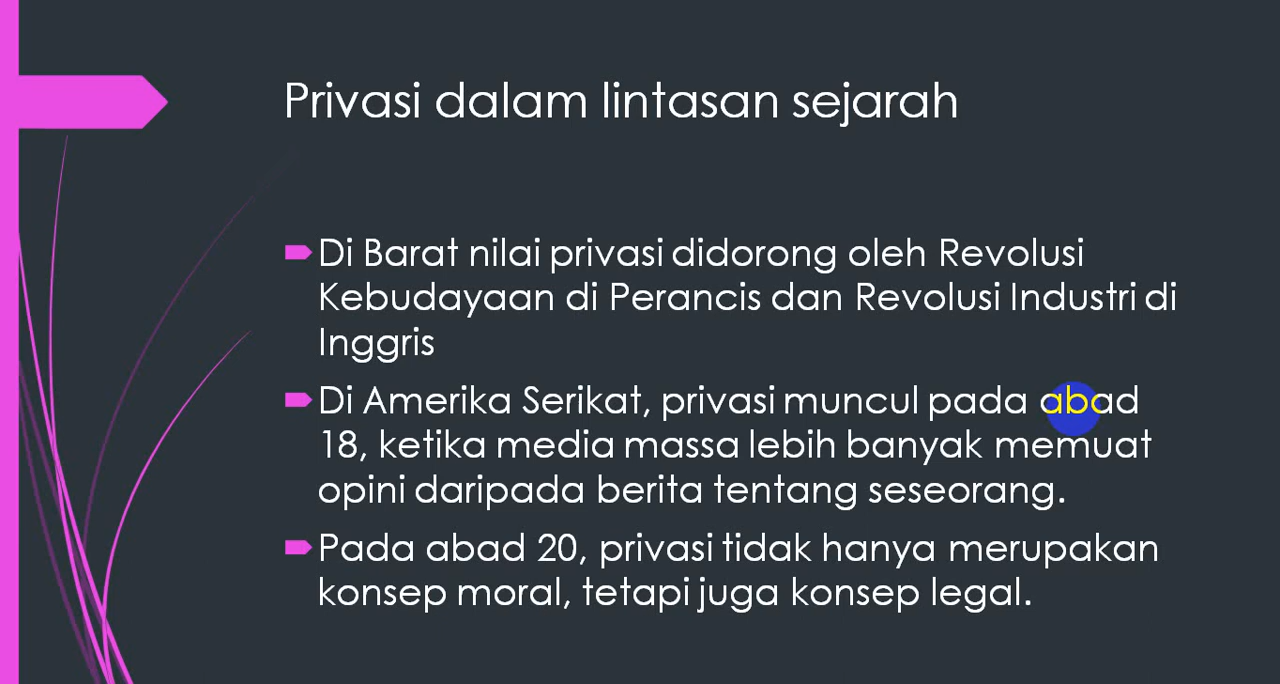 Privasi dalam lintasan sejarah
Di Barat nilai privasi didorong oleh Revolusi
Kebudayaan di Perancis dan Revolusi Industri di
Inggris
Di Amerika Serikat, privasi muncul pada abad
18, ketika media massa lebih banyak memuat
opini daripada berita tentang seseorang.
Pada abad 20, privasi tidak hanya merupakan
konsep moral, tetapi juga konsep legal.